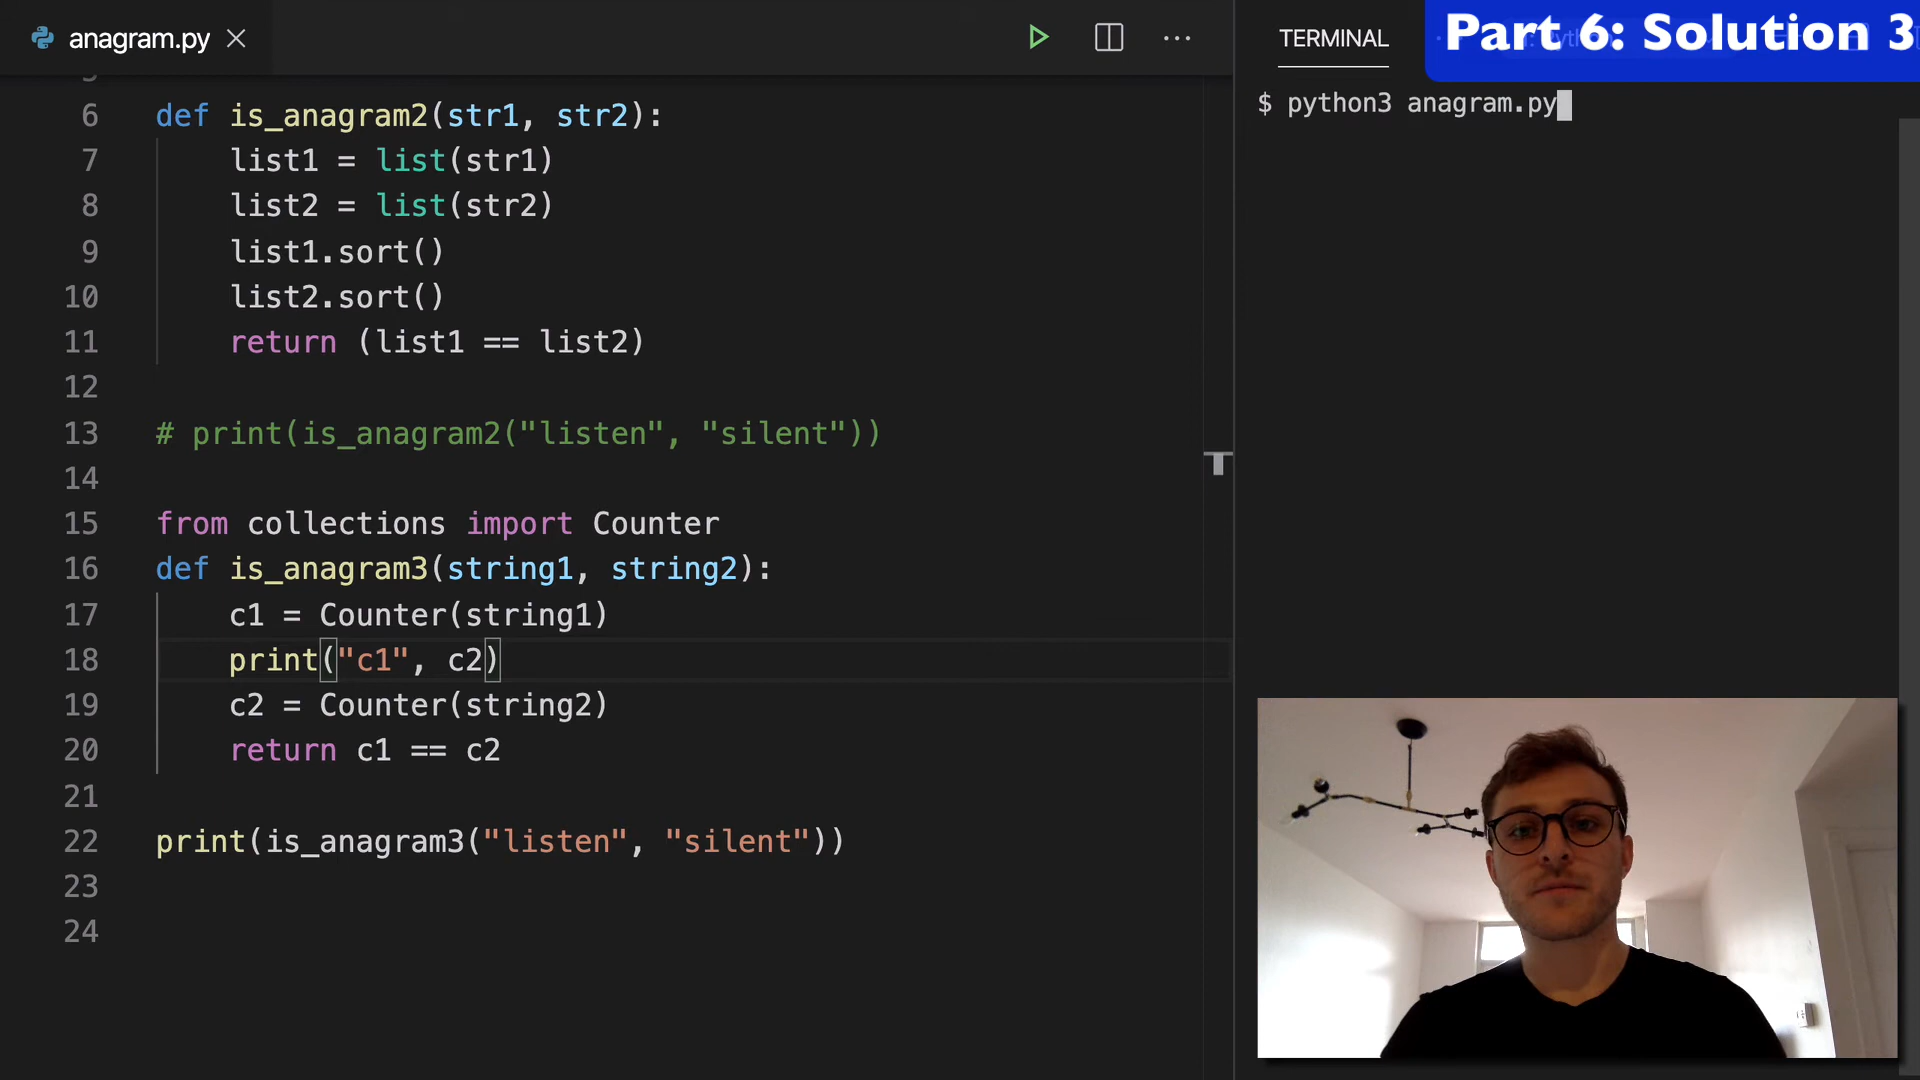 anagram.py
TERMINAL
Part 6: Solution 3
$ python3 anagram.py
6 def is_anagram2(str1, str2):
7 list1 = list(str1)
8 list2 = list(str2)
9 list1.sort()
10 list2.sort()
11 return (list1 == list2)
12
13 # print(is_anagram2("listen", "silent"))
14
15 from collections import Counter
16 def is_anagram3(string1, string2):
17 c1 = Counter(string1)
18 print("c1", c2)
19 c2 = Counter(string2)
20 return c1 == c2
21
22 print(is_anagram3("listen", "silent"))
23
24